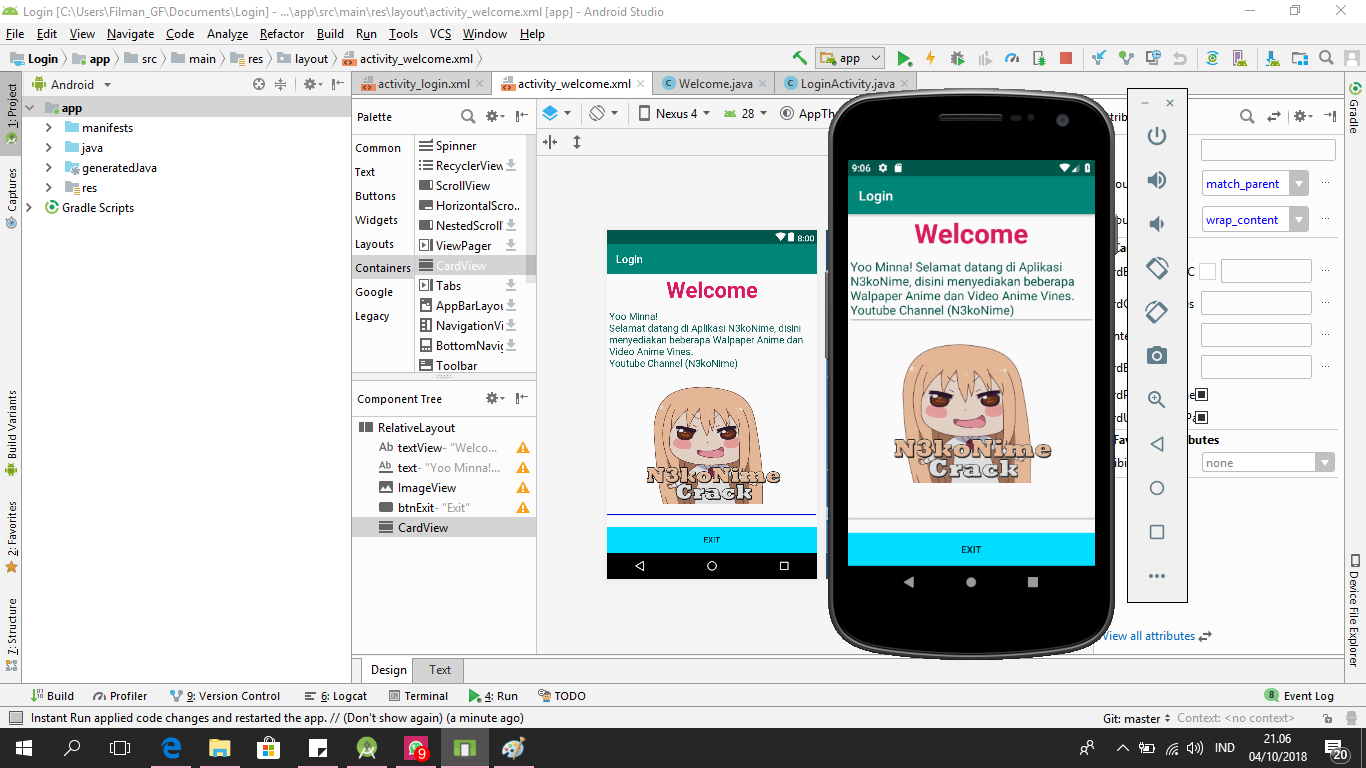 Login [C:\Users\Filman_GF\Documents\Login] - ...\app\src\main\res\layout\activity_welcome.xml [app] - Android Studio
File Edit View Navigate Code Analyze Refactor Build Run Tools VCS Window Help
Login app src main res layout activity_welcome.xml
app
Android
activity_login.xml activity_welcome.xml Welcome.java LoginActivity.java
1: Project
Captures
Build Variants
2: Favorites
7: Structure
app
manifests
java
generatedJava
res
Gradle Scripts
Palette
Common
Text
Buttons
Widgets
Layouts
Containers
Google
Legacy
Spinner
RecyclerView
ScrollView
HorizontalScro..
NestedScroll
ViewPager
CardView
Tabs
AppBarLayou
NavigationVi
BottomNavig
Toolbar
Component Tree
RelativeLayout
Ab textView- "Welco...
Ab text- "Yoo Minna!...
ImageView
btnExit- "Exit"
CardView
Nexus 4 28 AppTh
8:00
Login
Welcome
Yoo Minna!
Selamat datang di Aplikasi N3koNime, disini
menyediakan beberapa Walpaper Anime dan
Video Anime Vines.
Youtube Channel (N3koNime)
N3koNime
Crack
EXIT
9:06
Login
Welcome
Yoo Minna! Selamat datang di Aplikasi
N3koNime, disini menyediakan beberapa
Walpaper Anime dan Video Anime Vines.
Youtube Channel (N3koNime)
N3koNime
Crack
EXIT
match_parent
wrap_content
none
View all attributes
Gradle
Device File Explorer
Design Text
Build Profiler 9: Version Control 6: Logcat Terminal 4: Run TODO 8 Event Log
Instant Run applied code changes and restarted the app. // (Don't show again) (a minute ago) Git: master Context: <no context>
9
IND
21.06
04/10/2018
20